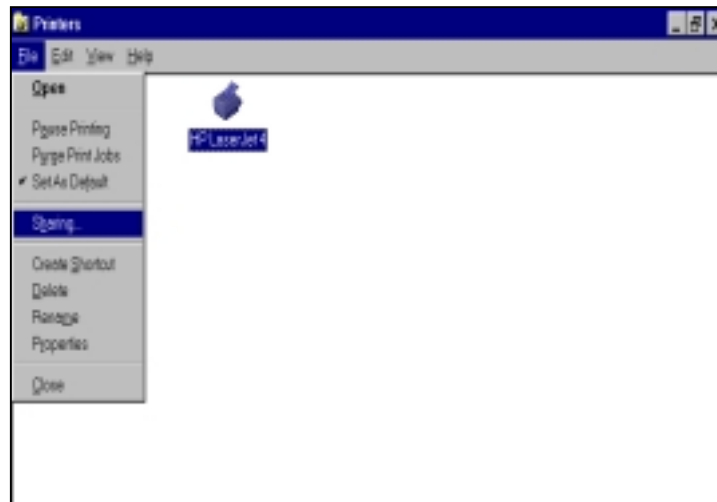 Printers
File Edit View Help
Open
HP LaserJet 4
Pause Printing
Purge Print Jobs
✔ Set As Default
Sharing...
Create Shortcut
Delete
Rename
Properties
Close